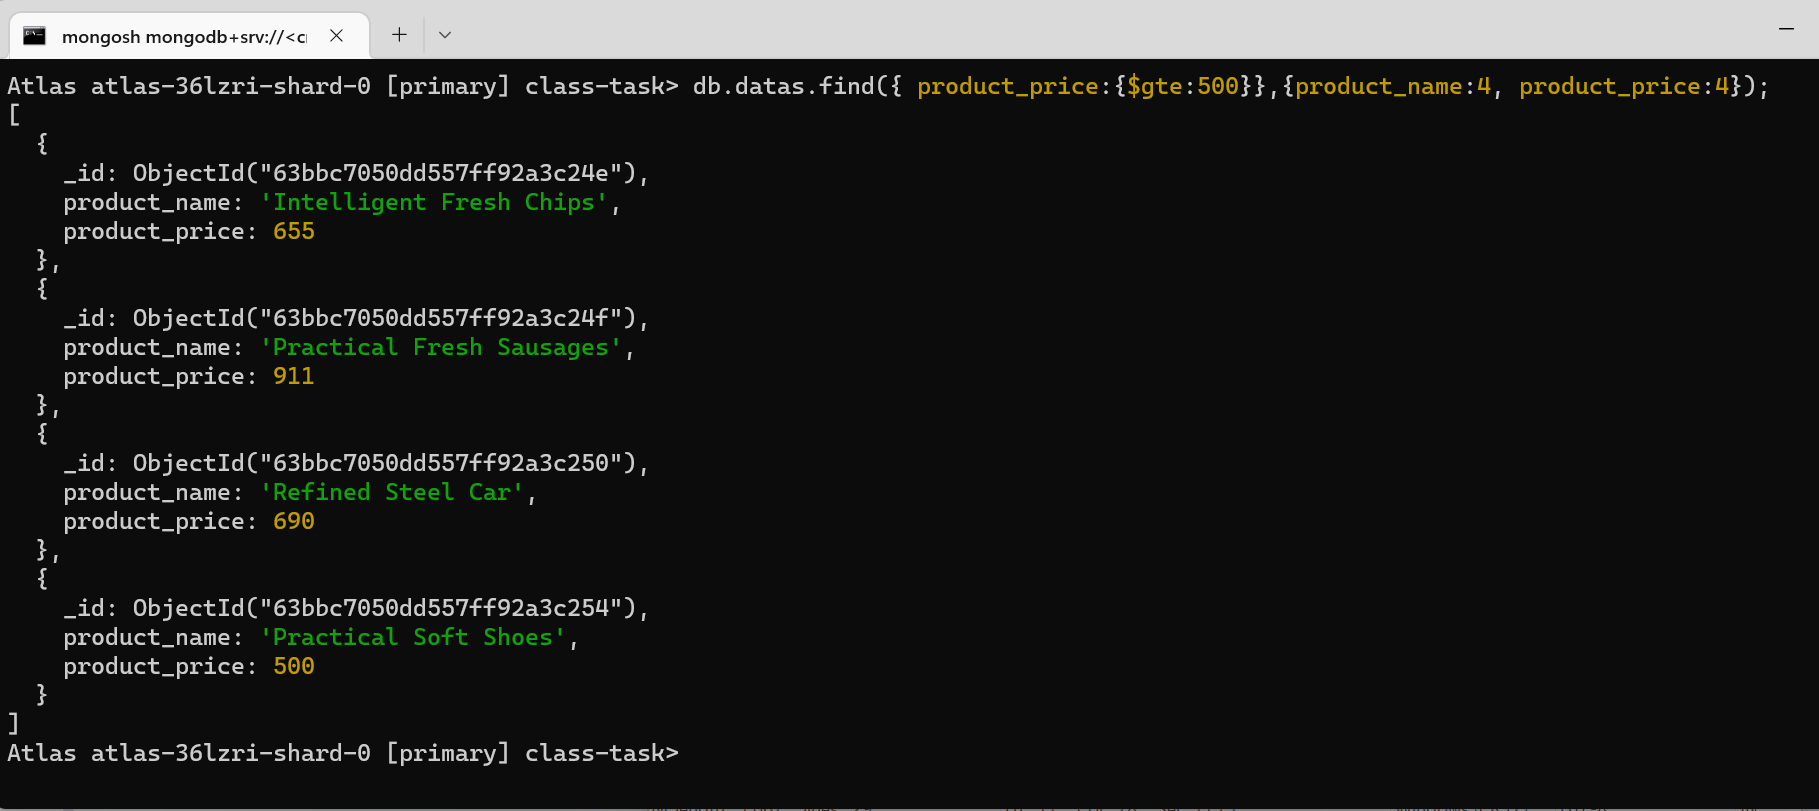 mongosh mongodb+srv://<c
Atlas atlas-36lzri-shard-0 [primary] class-task> db.datas.find({ product_price:{$gte:500}},{product_name:4, product_price:4});
[
  {
    _id: ObjectId("63bbc7050dd557ff92a3c24e"),
    product_name: 'Intelligent Fresh Chips',
    product_price: 655
  },
  {
    _id: ObjectId("63bbc7050dd557ff92a3c24f"),
    product_name: 'Practical Fresh Sausages',
    product_price: 911
  },
  {
    _id: ObjectId("63bbc7050dd557ff92a3c250"),
    product_name: 'Refined Steel Car',
    product_price: 690
  },
  {
    _id: ObjectId("63bbc7050dd557ff92a3c254"),
    product_name: 'Practical Soft Shoes',
    product_price: 500
  }
]
Atlas atlas-36lzri-shard-0 [primary] class-task>